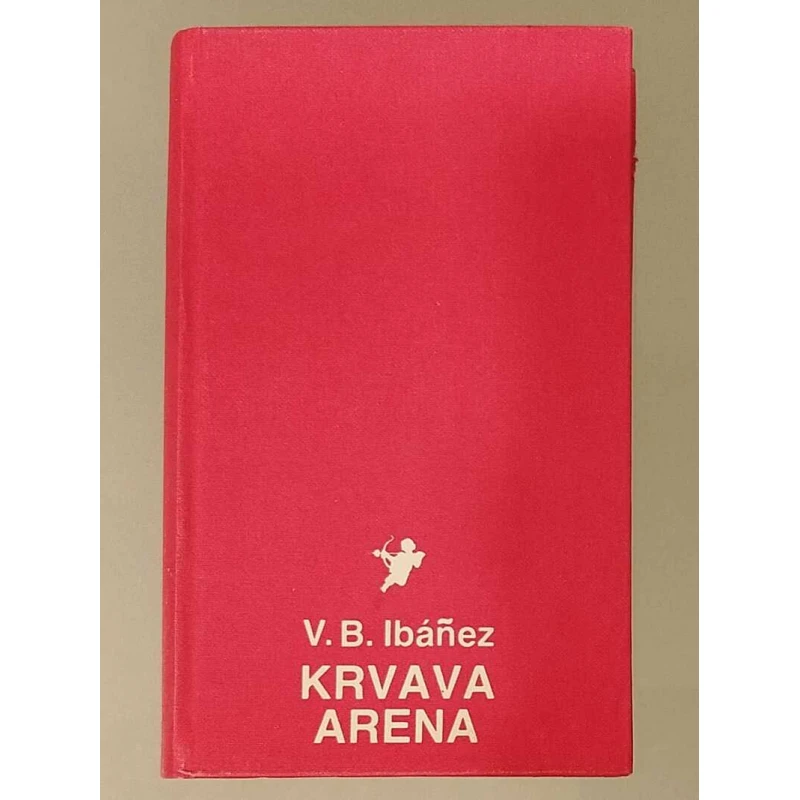 V. B. Ibáñez
KRVAVA
ARENA